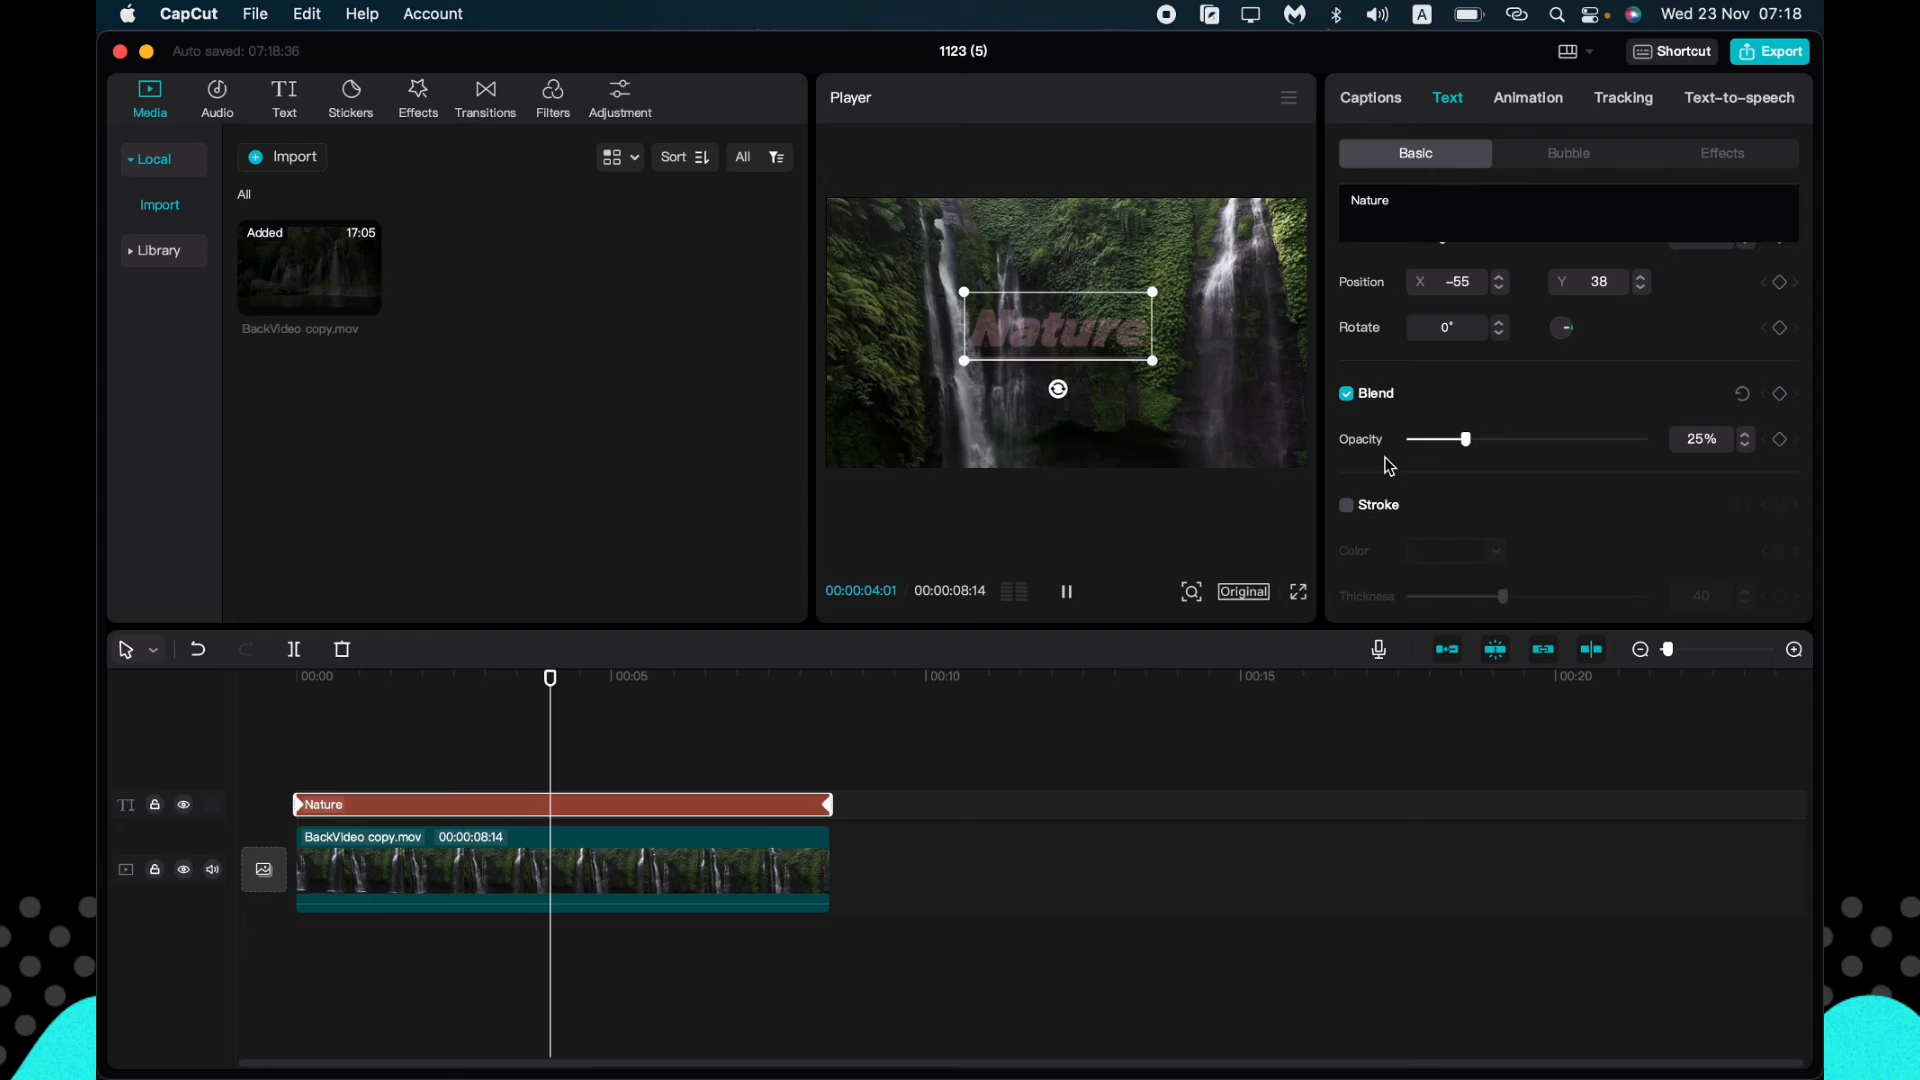 CapCut File Edit Help Account A Wed 23 Nov 07:18
Auto saved: 07:18:36 1123 (5) Shortcut Export
Media Audio Text Stickers Effects Transitions Filters Adjustment
Local
Import
Library
Import Sort All
All
Added 17:05
BackVideo copy.mov
Player
Nature
00:00:04:01 / 00:00:08:14 Original
Captions Text Animation Tracking Text-to-speech
Basic Bubble Effects
Nature
Position X -55 Y 38
Rotate 0°
Blend
Opacity 25%
Stroke
Color
Thickness 40
00:00 00:05 00:10 00:15 00:20
TI Nature
BackVideo copy.mov 00:00:08:14